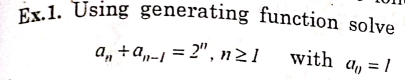 Ex.1. Using generating function solve
aₙ + aₙ₋₁ = 2ⁿ, n ≥ 1 with a₀ = 1